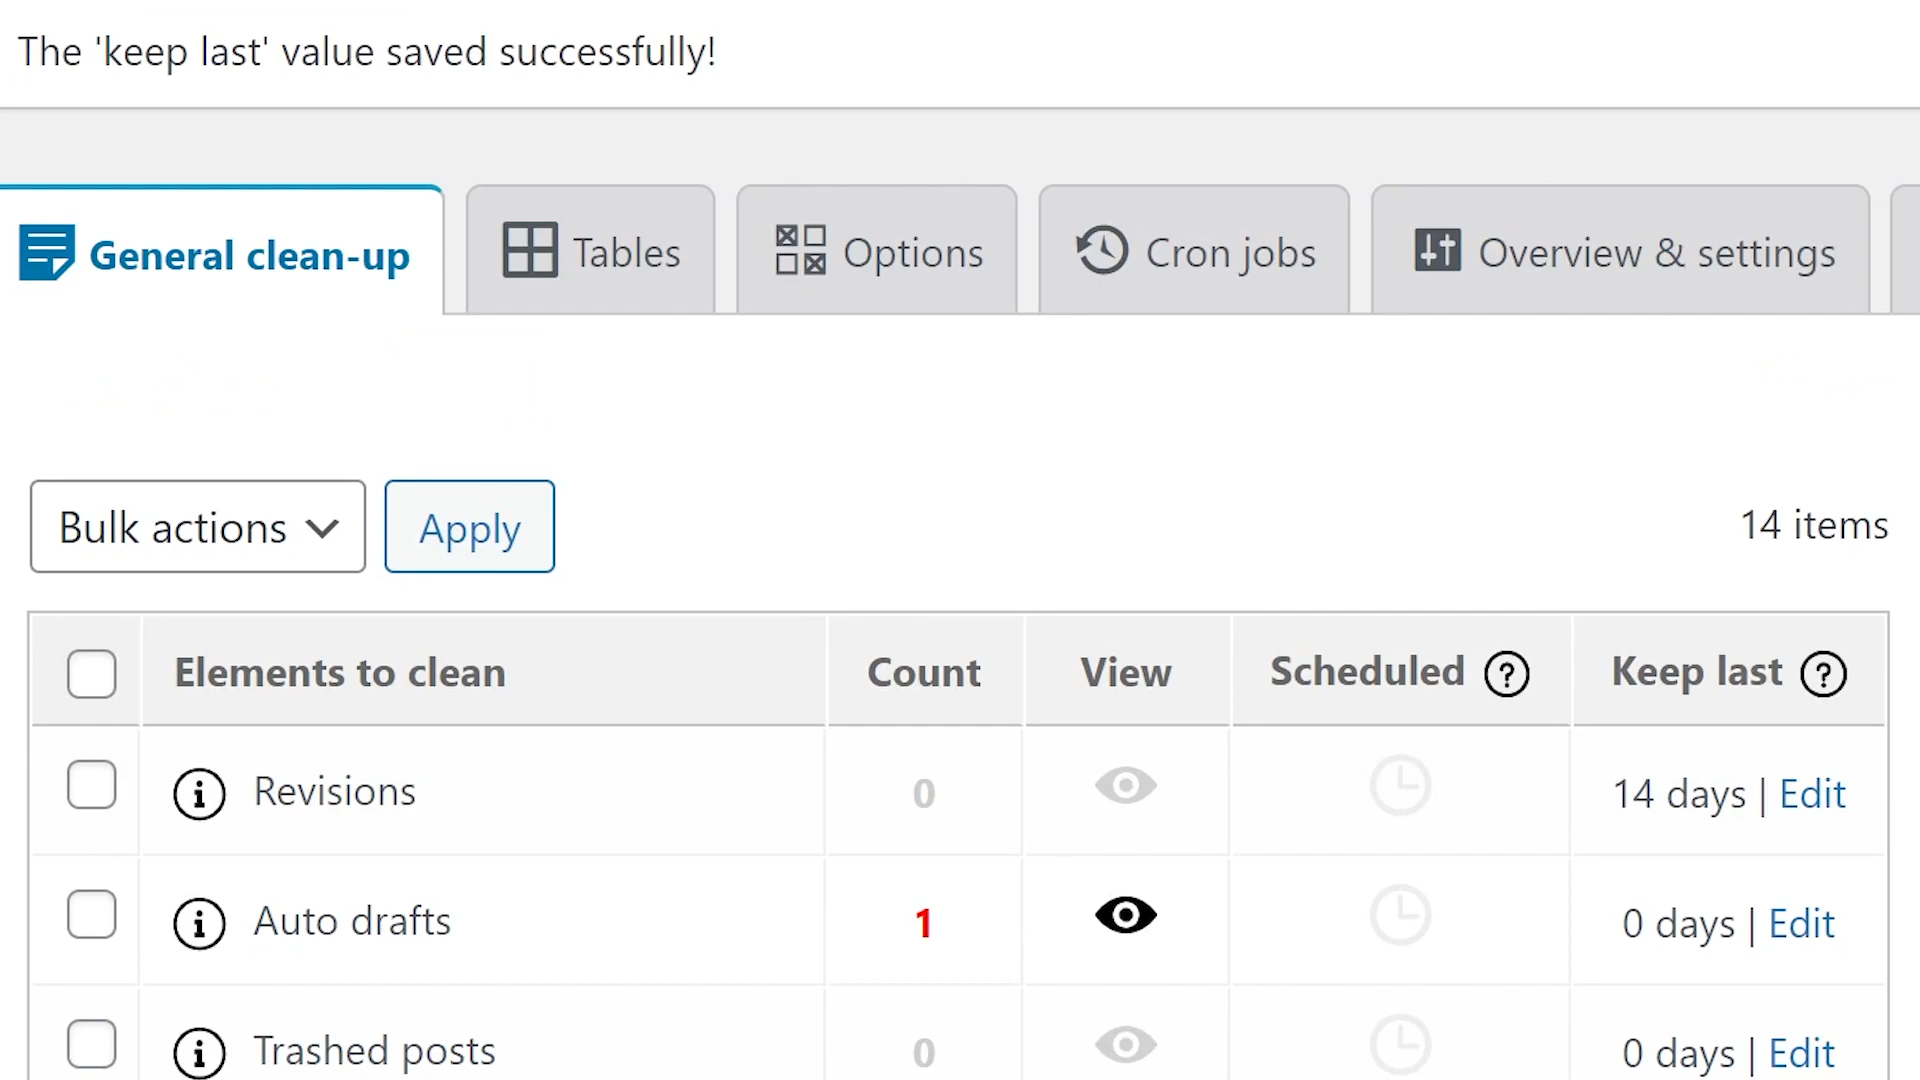 The 'keep last' value saved successfully!
General clean-up
Tables
Options
Cron jobs
Overview & settings
Bulk actions
Apply
14 items
Elements to clean Count View Scheduled ? Keep last ?
i Revisions 0 14 days | Edit
i Auto drafts 1 0 days | Edit
i Trashed posts 0 0 days | Edit